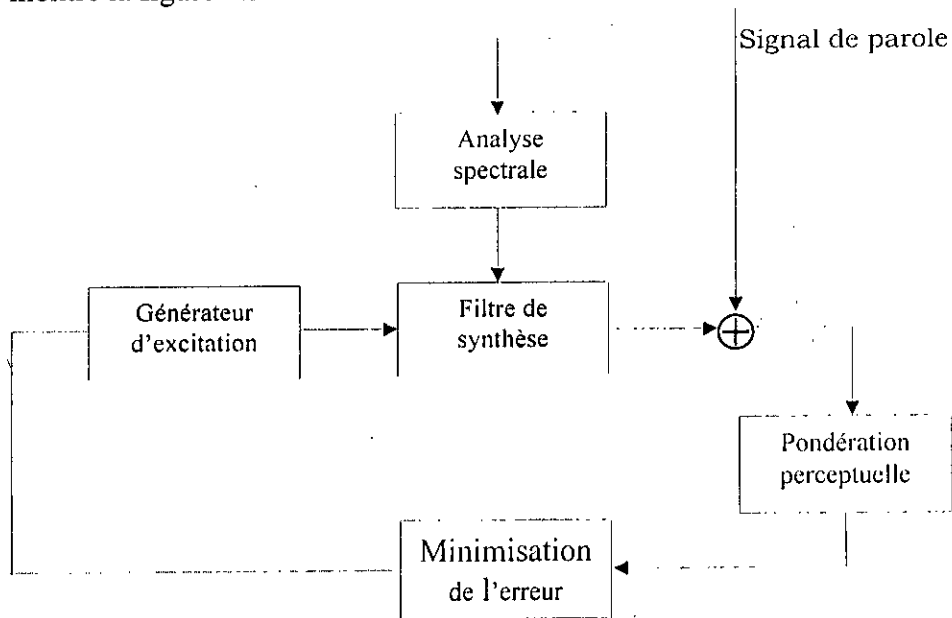 Signal de parole
Analyse
spectrale
Générateur
d'excitation
Filtre de
synthèse
Pondération
perceptuelle
Minimisation
de l'erreur